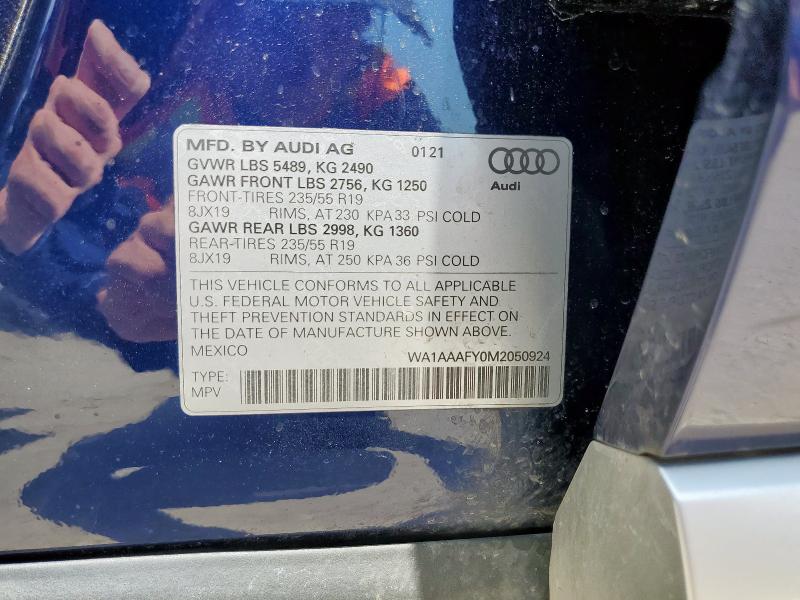 MFD. BY AUDI AG 0121
GVWR LBS 5489, KG 2490
GAWR FRONT LBS 2756, KG 1250
Audi
FRONT-TIRES 235/55 R19
8JX19 RIMS, AT 230 KPA 33 PSI COLD
GAWR REAR LBS 2998, KG 1360
REAR-TIRES 235/55 R19
8JX19 RIMS, AT 250 KPA 36 PSI COLD
THIS VEHICLE CONFORMS TO ALL APPLICABLE
U.S. FEDERAL MOTOR VEHICLE SAFETY AND
THEFT PREVENTION STANDARDS IN EFFECT ON
THE DATE OF MANUFACTURE SHOWN ABOVE.
MEXICO WA1AAAFY0M2050924
TYPE:
MPV